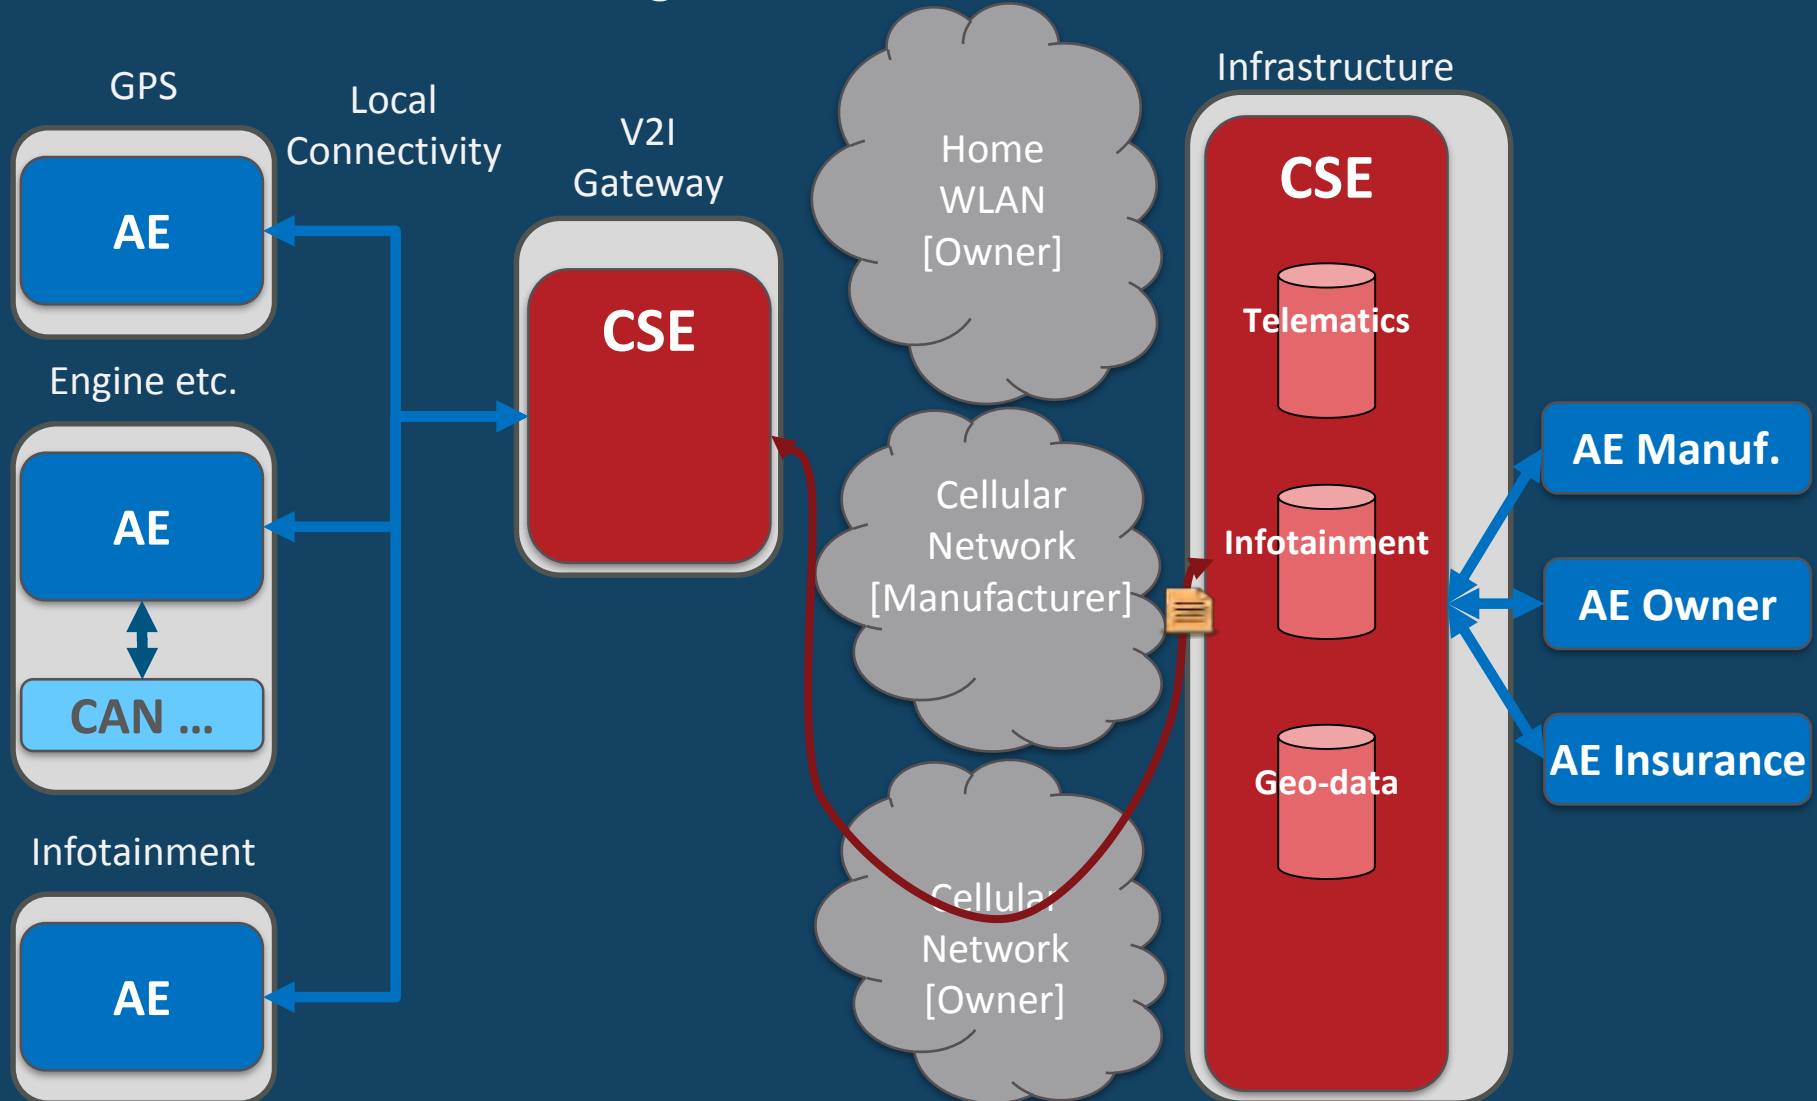 GPS
AE
Engine etc.
AE
CAN ...
Infotainment
AE
Local
Connectivity
V2I
Gateway
CSE
Home
WLAN
[Owner]
Cellular
Network
[Manufacturer]
Cellular
Network
[Owner]
Infrastructure
CSE
Telematics
Infotainment
Geo-data
AE Manuf.
AE Owner
AE Insurance